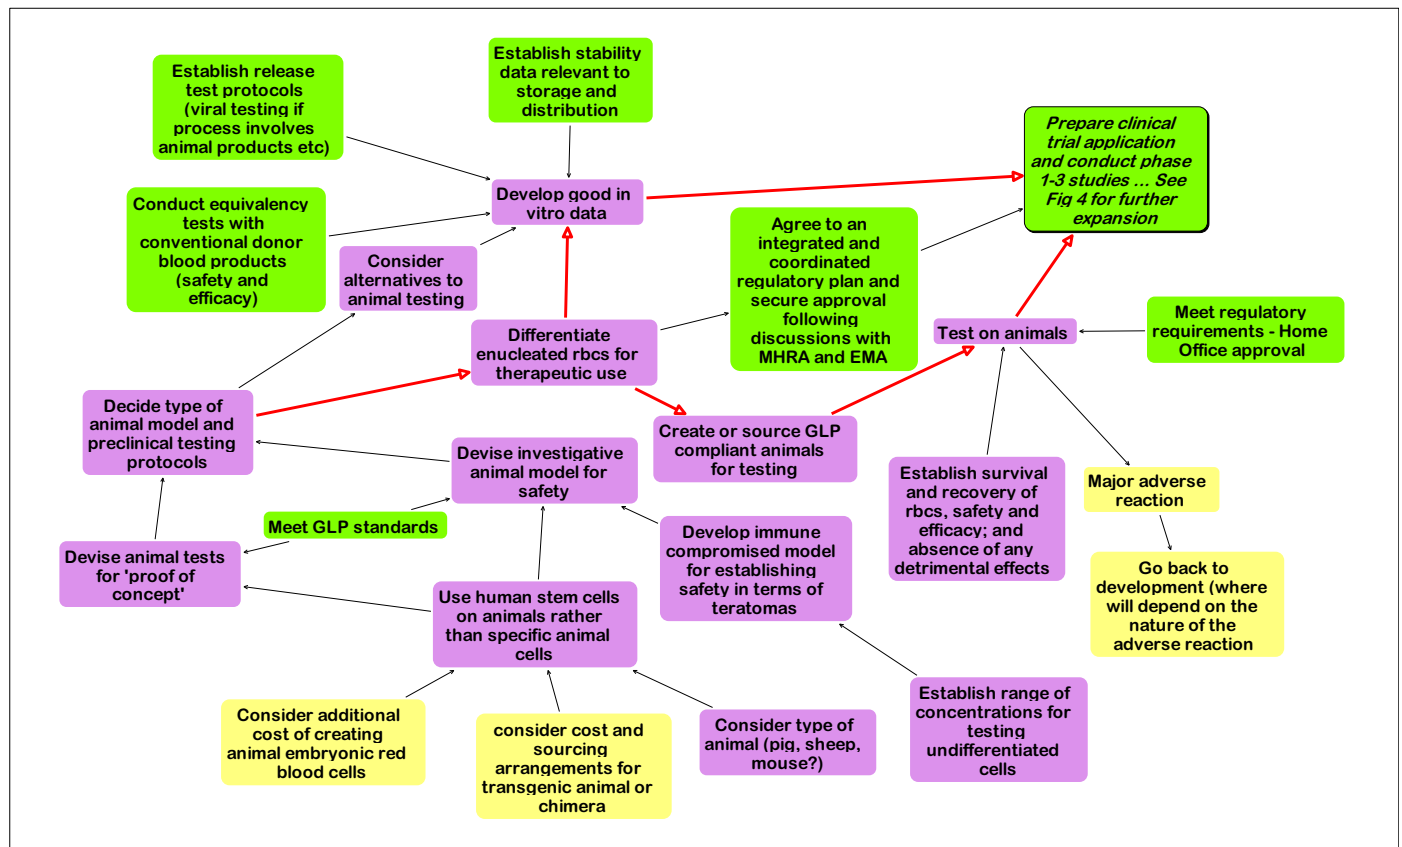 Establish release
test protocols
(viral testing if
process involves
animal products etc)
Establish stability
data relevant to
storage and
distribution
Prepare clinical
trial application
and conduct phase
1-3 studies ... See
Fig 4 for further
expansion
Develop good in
vitro data
Conduct equivalency
tests with
conventional donor
blood products
(safety and
efficacy)
Consider
alternatives to
animal testing
Agree to an
integrated and
coordinated
regulatory plan and
secure approval
following
discussions with
MHRA and EMA
Differentiate
enucleated rbcs for
therapeutic use
Test on animals
Meet regulatory
requirements - Home
Office approval
Decide type of
animal model and
preclinical testing
protocols
Create or source GLP
compliant animals
for testing
Devise investigative
animal model for
safety
Establish survival
and recovery of
rbcs, safety and
efficacy; and
absence of any
detrimental effects
Major adverse
reaction
Meet GLP standards
Develop immune
compromised model
for establishing
safety in terms of
teratomas
Devise animal tests
for 'proof of
concept'
Go back to
development (where
will depend on the
nature of the
adverse reaction
Use human stem cells
on animals rather
than specific animal
cells
Consider additional
cost of creating
animal embryonic red
blood cells
consider cost and
sourcing
arrangements for
transgenic animal or
chimera
Consider type of
animal (pig, sheep,
mouse?)
Establish range of
concentrations for
testing
undifferentiated
cells